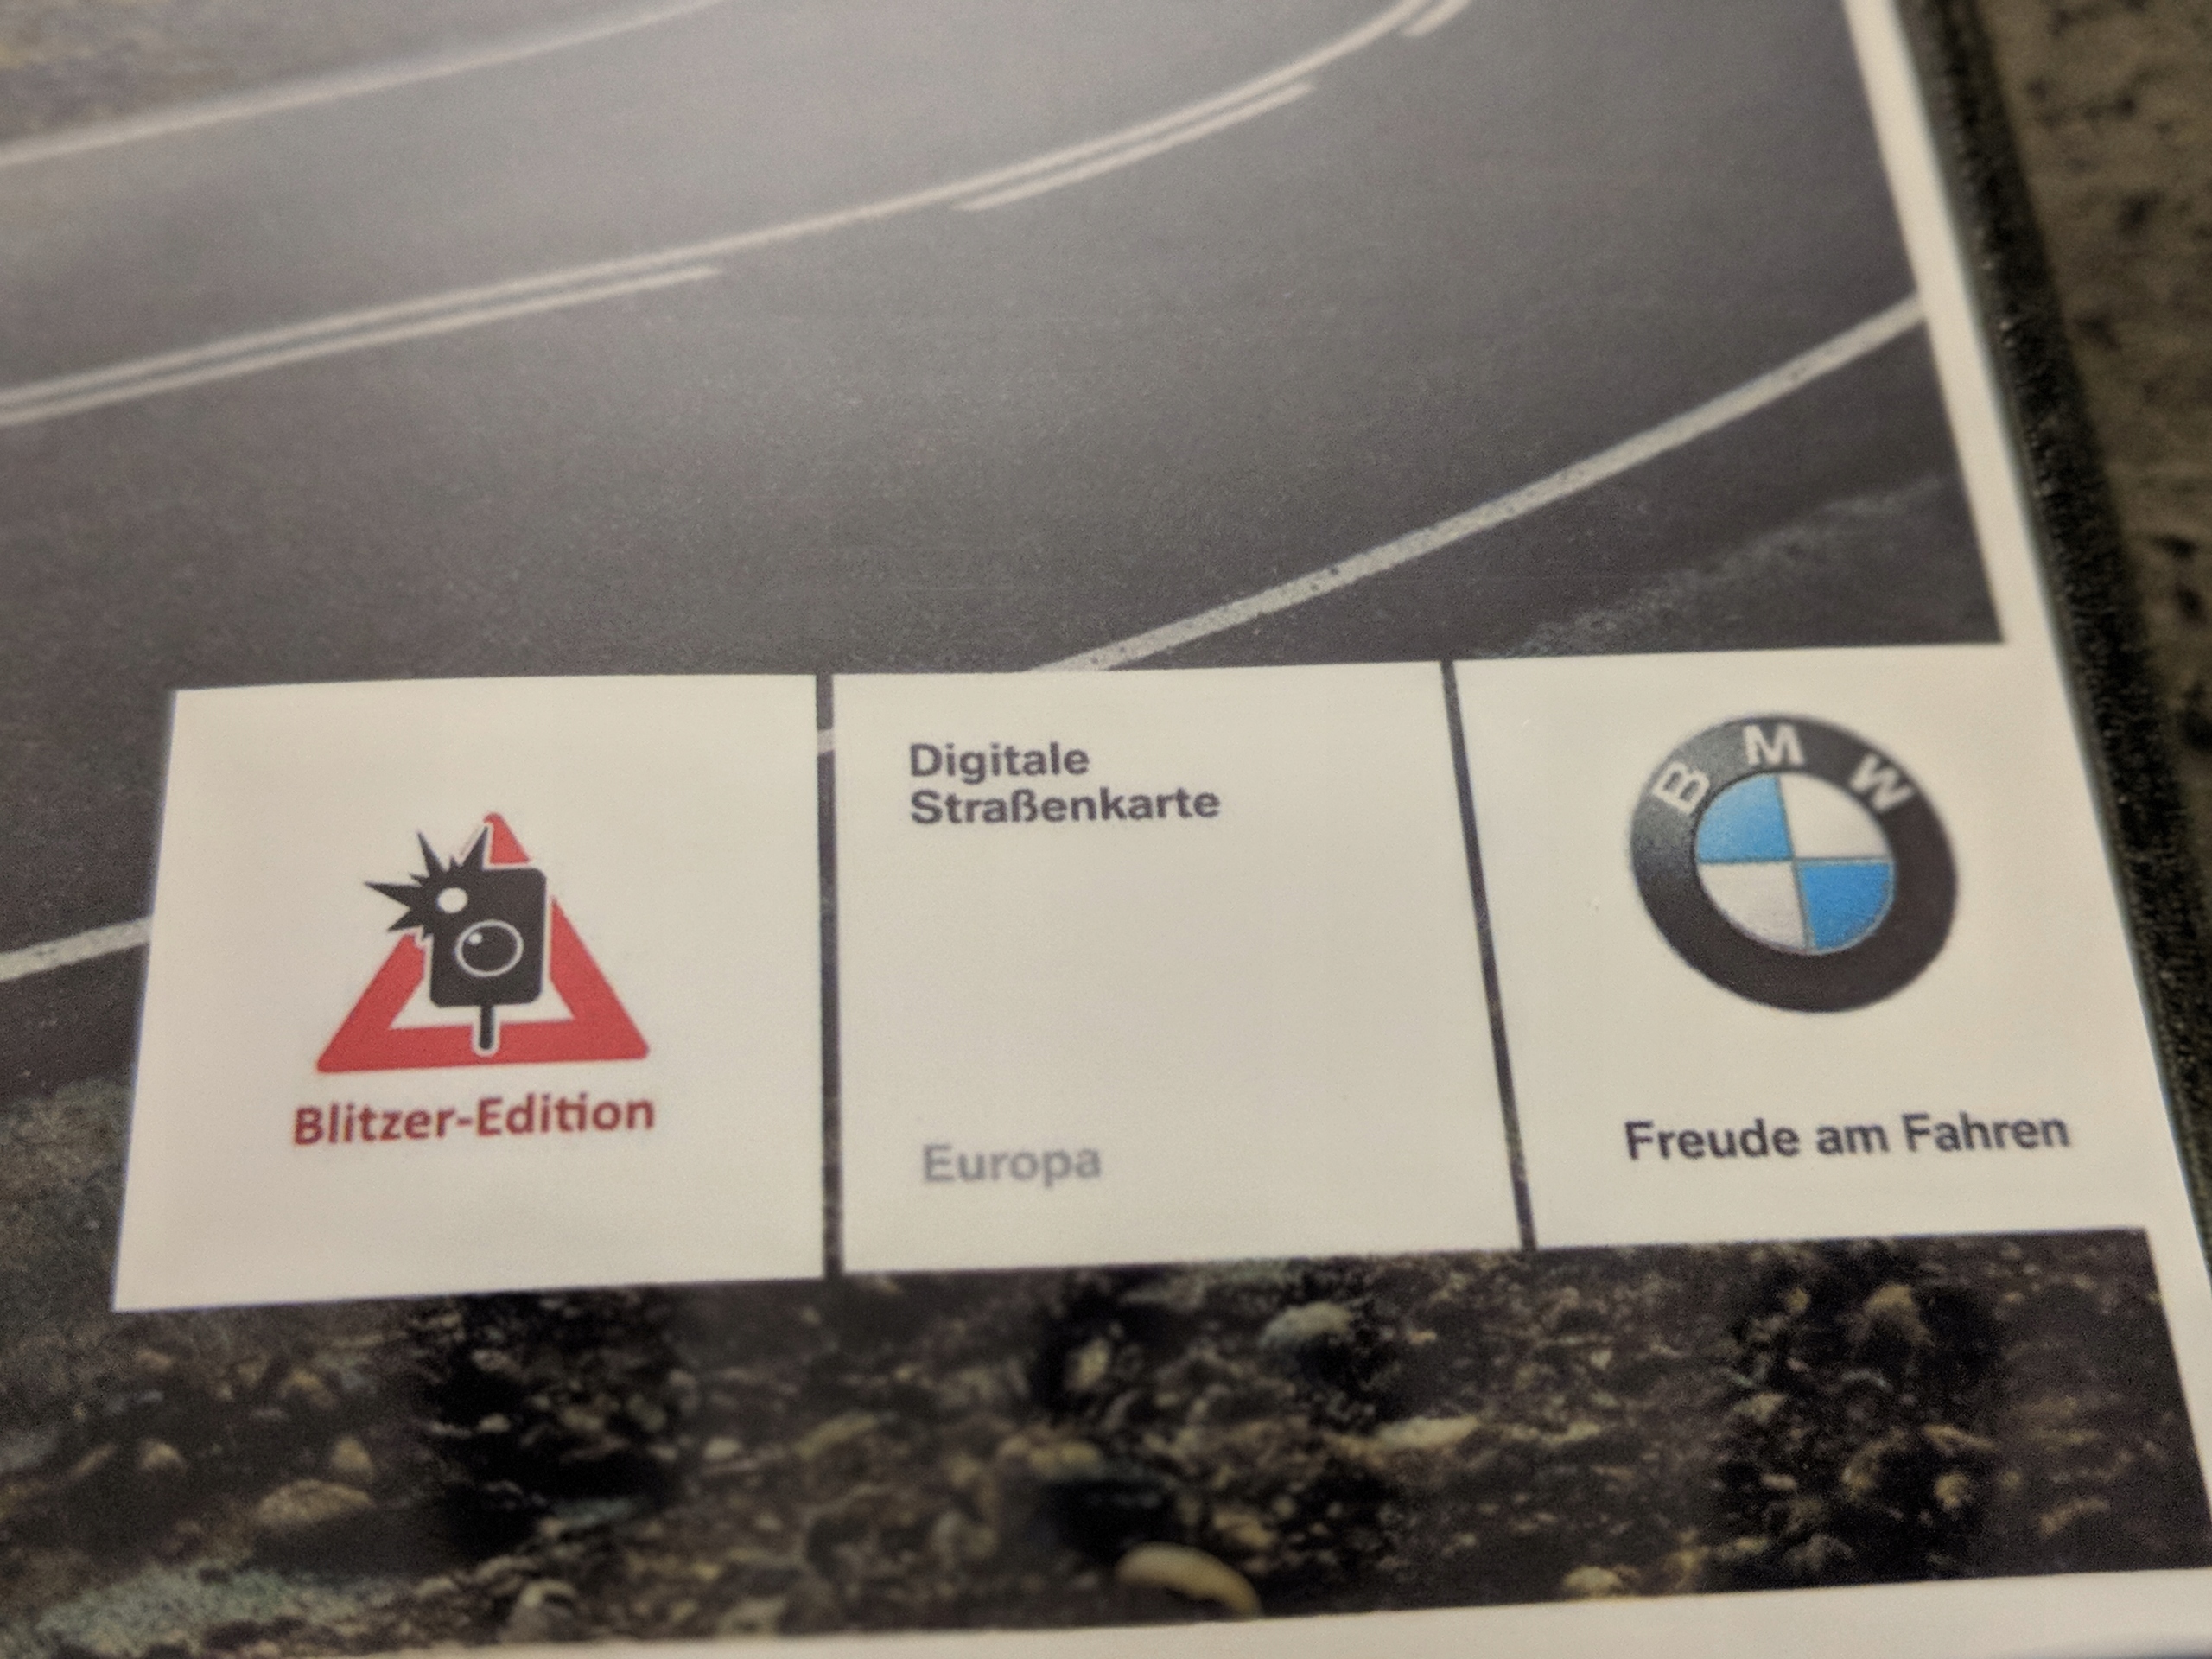 Blitzer-Edition
Digitale
Straßenkarte
Europa
BMW
Freude am Fahren